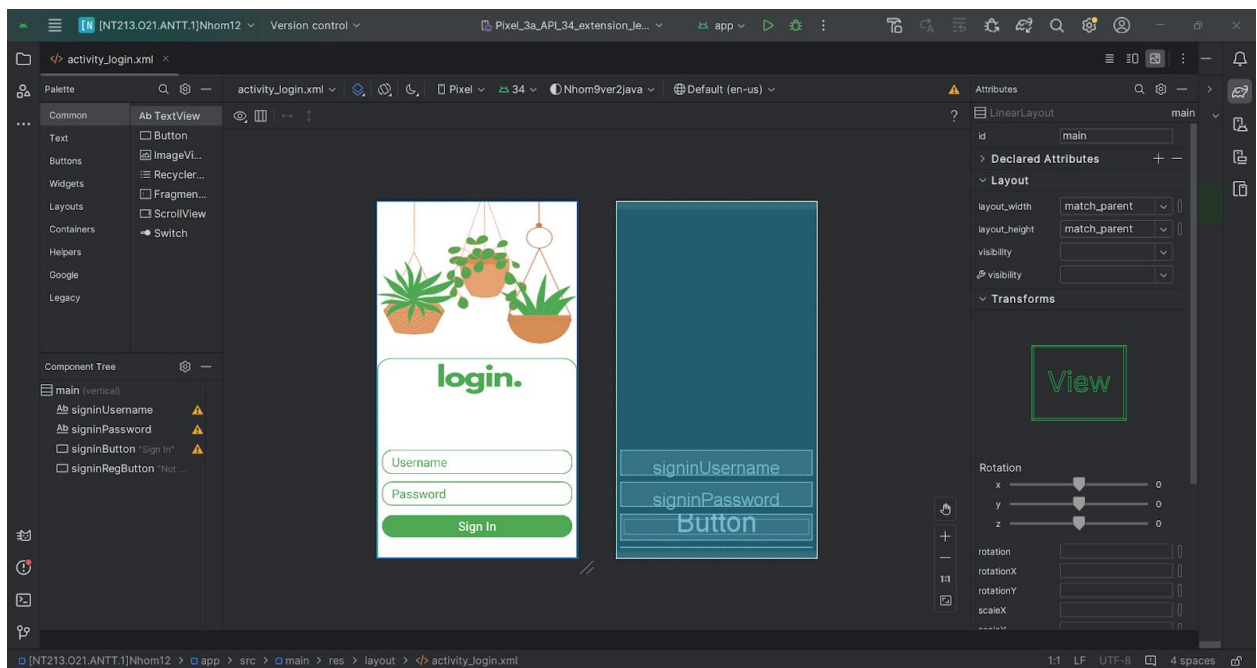 [NT213.O21.ANTT.1]Nhom12 Version control Pixel_3a_API_34_extension_le... app
activity_login.xml
Palette
Common
Text
Buttons
Widgets
Layouts
Containers
Helpers
Google
Legacy
Ab TextView
Button
ImageVi...
Recycler...
Fragmen...
ScrollView
Switch
activity_login.xml Pixel 34 Nhom9ver2java Default (en-us)
?
Component Tree
main (vertical)
Ab signinUsername
Ab signinPassword
signinButton "Sign In"
signinRegButton "Not ...
login.
Username
Password
Sign In
signinUsername
signinPassword
Button
1:1
Attributes
LinearLayout main
id main
Declared Attributes
Layout
layout_width match_parent
layout_height match_parent
visibility
visibility
Transforms
View
Rotation
x 0
y 0
z 0
rotation
rotationX
rotationY
scaleX
[NT213.O21.ANTT.1]Nhom12 > app > src > main > res > layout > activity_login.xml 1:1 LF UTF-8 4 spaces